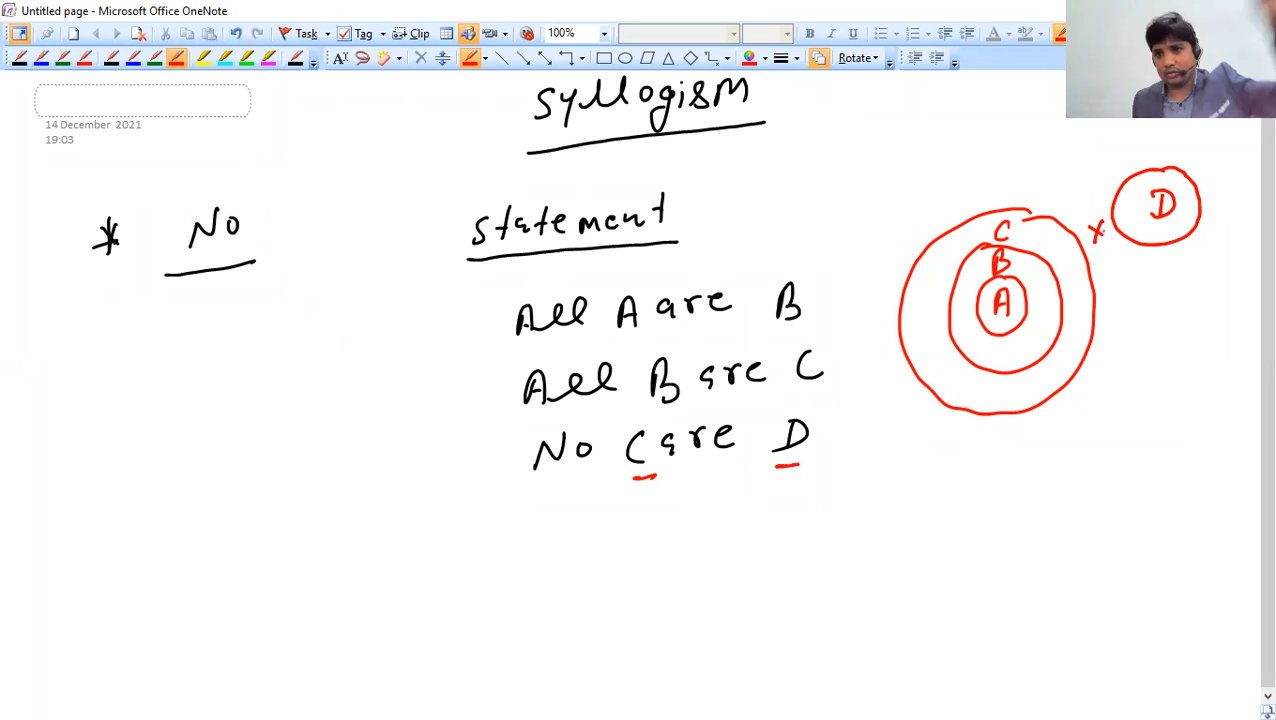 Untitled page - Microsoft Office OneNote
Task Tag Clip 100% B I U A ab
A Rotate
Syllogism
14 December 2021
19:03
* No
Statement
All A are B
All B are C
No C are D
C
B
A
x
D